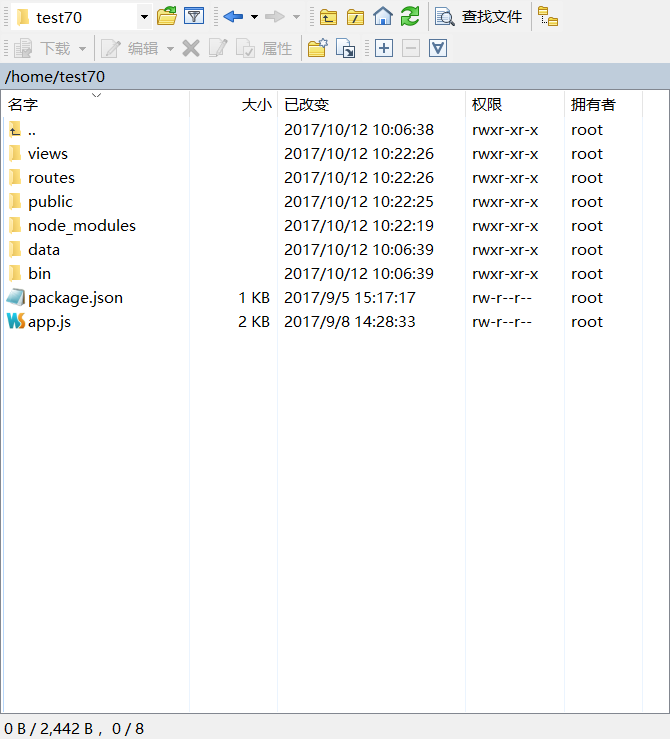 test70 查找文件
下载 编辑 属性
/home/test70
名字 大小 已改变 权限 拥有者
.. 2017/10/12 10:06:38 rwxr-xr-x root
views 2017/10/12 10:22:26 rwxr-xr-x root
routes 2017/10/12 10:22:26 rwxr-xr-x root
public 2017/10/12 10:22:25 rwxr-xr-x root
node_modules 2017/10/12 10:22:19 rwxr-xr-x root
data 2017/10/12 10:06:39 rwxr-xr-x root
bin 2017/10/12 10:06:39 rwxr-xr-x root
package.json 1 KB 2017/9/5 15:17:17 rw-r--r-- root
app.js 2 KB 2017/9/8 14:28:33 rw-r--r-- root
0 B / 2,442 B ，0 / 8